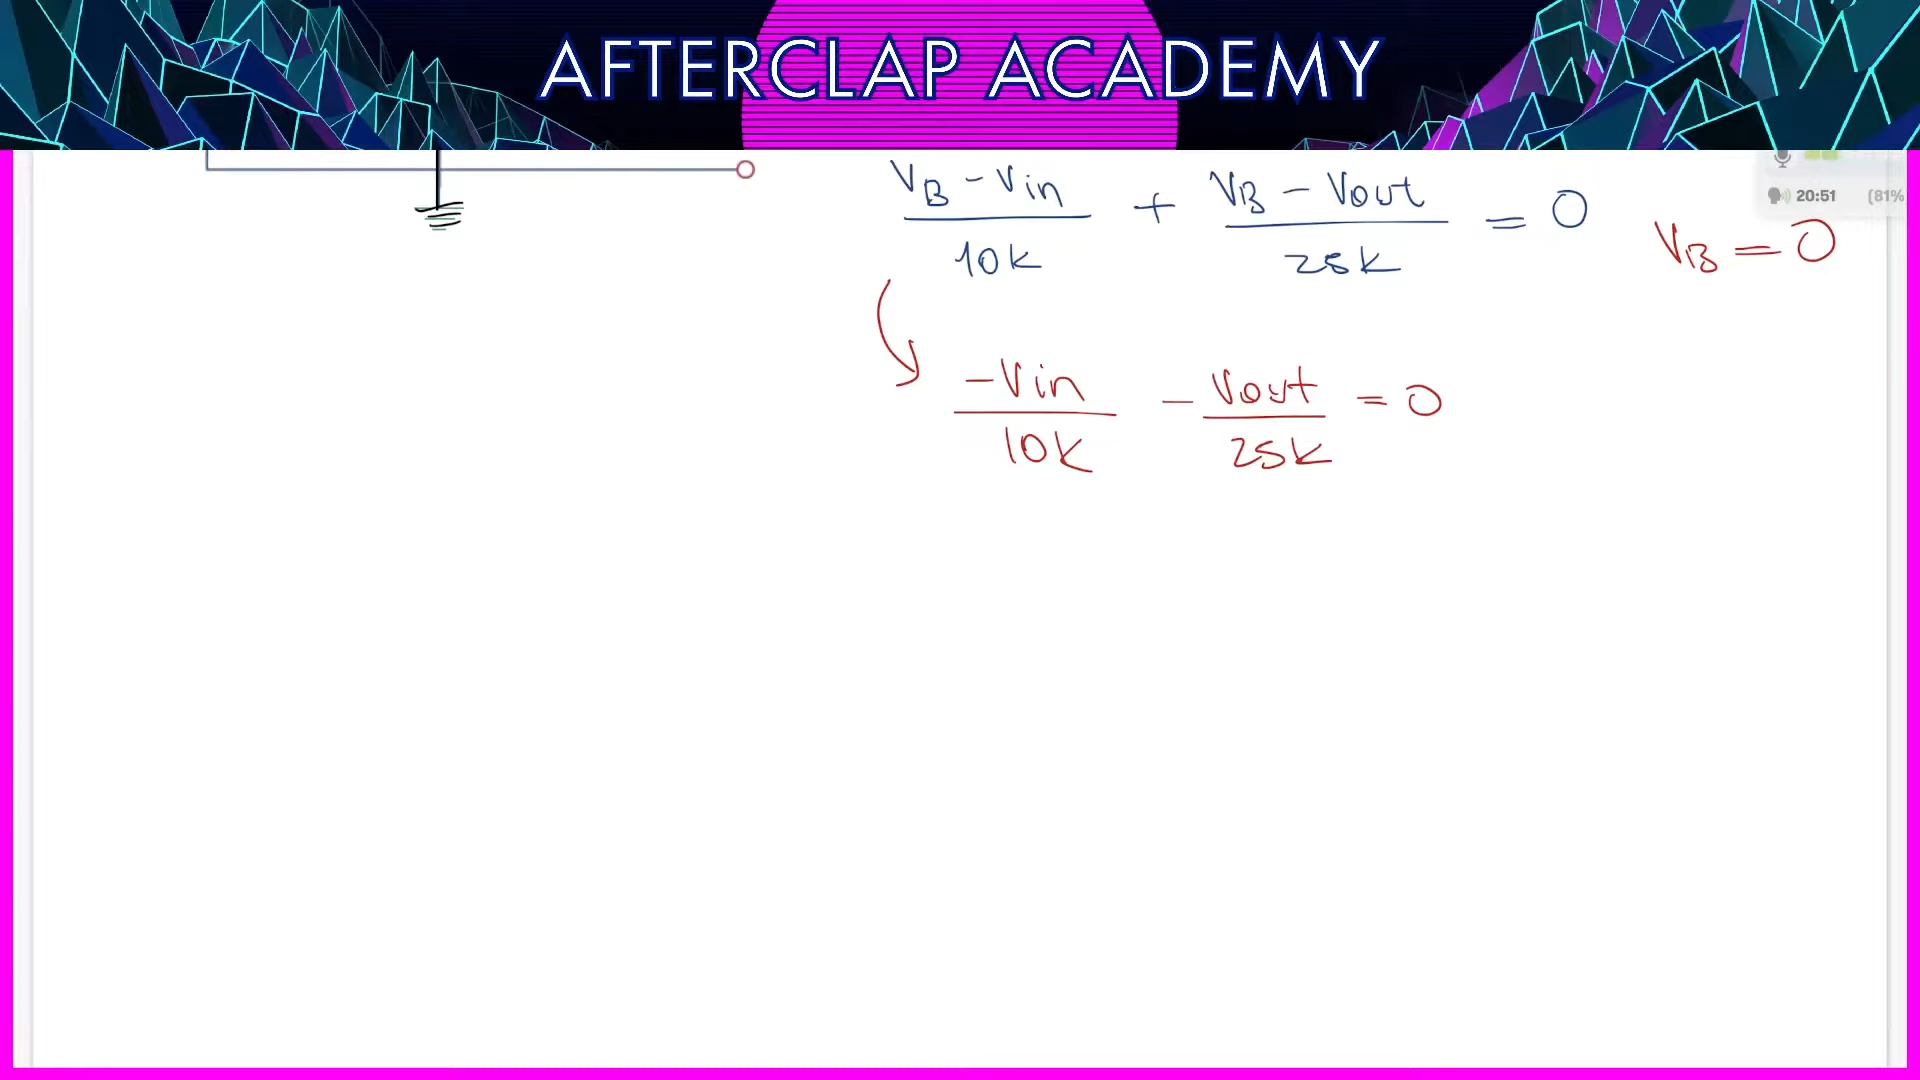 AFTERCLAP ACADEMY
20:51 (81%
VB - Vin / 10k + VB - Vout / 25k = 0
VB = 0
-Vin / 10k - Vout / 25k = 0